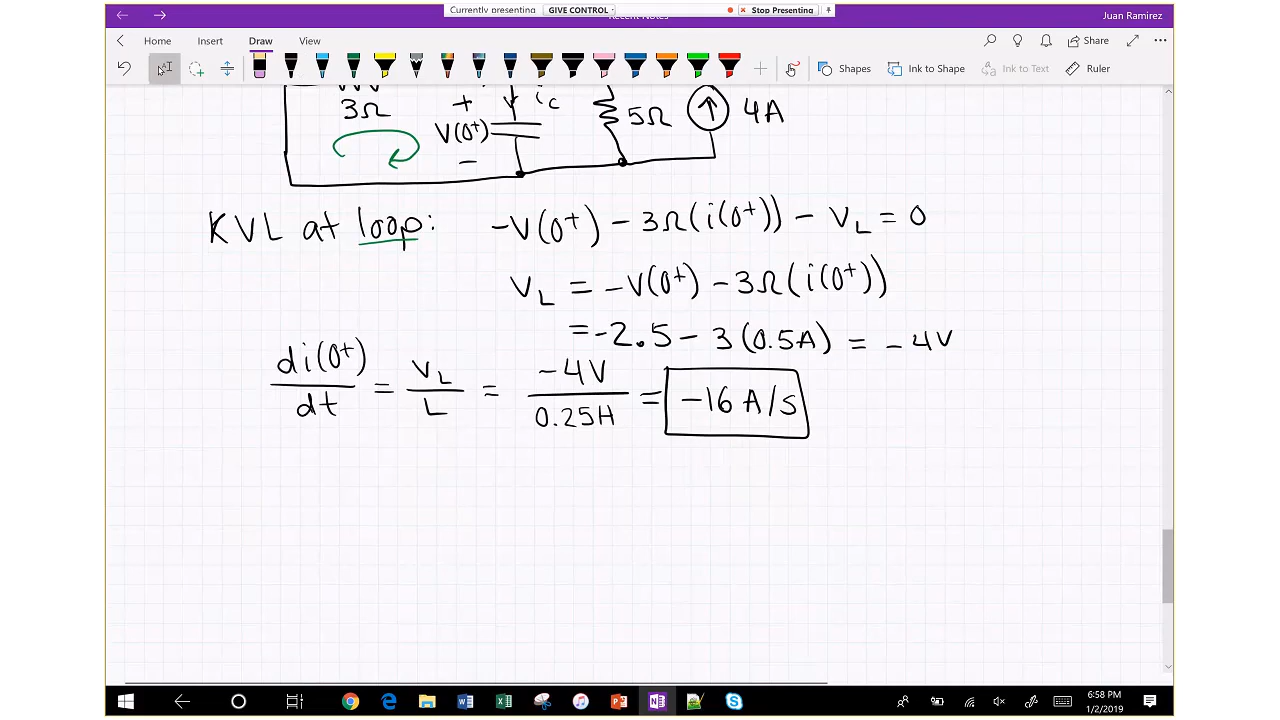 Currently presenting GIVE CONTROL Stop Presenting
Recent Notes Juan Ramirez
Home Insert Draw View Share
Shapes Ink to Shape Ink to Text Ruler
3Ω + V(0⁺) − i_c 5Ω 4A
KVL at loop: -V(0⁺) - 3Ω(i(0⁺)) - V_L = 0
V_L = -V(0⁺) - 3Ω(i(0⁺))
= -2.5 - 3(0.5A) = -4V
di(0⁺)/dt = V_L/L = -4V/0.25H = -16 A/s
6:58 PM
1/2/2019